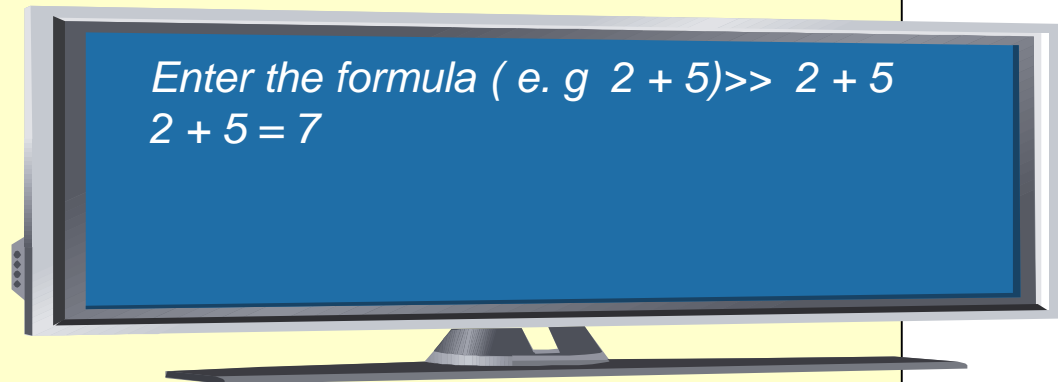 Enter the formula ( e. g 2 + 5)>> 2 + 5
2 + 5 = 7